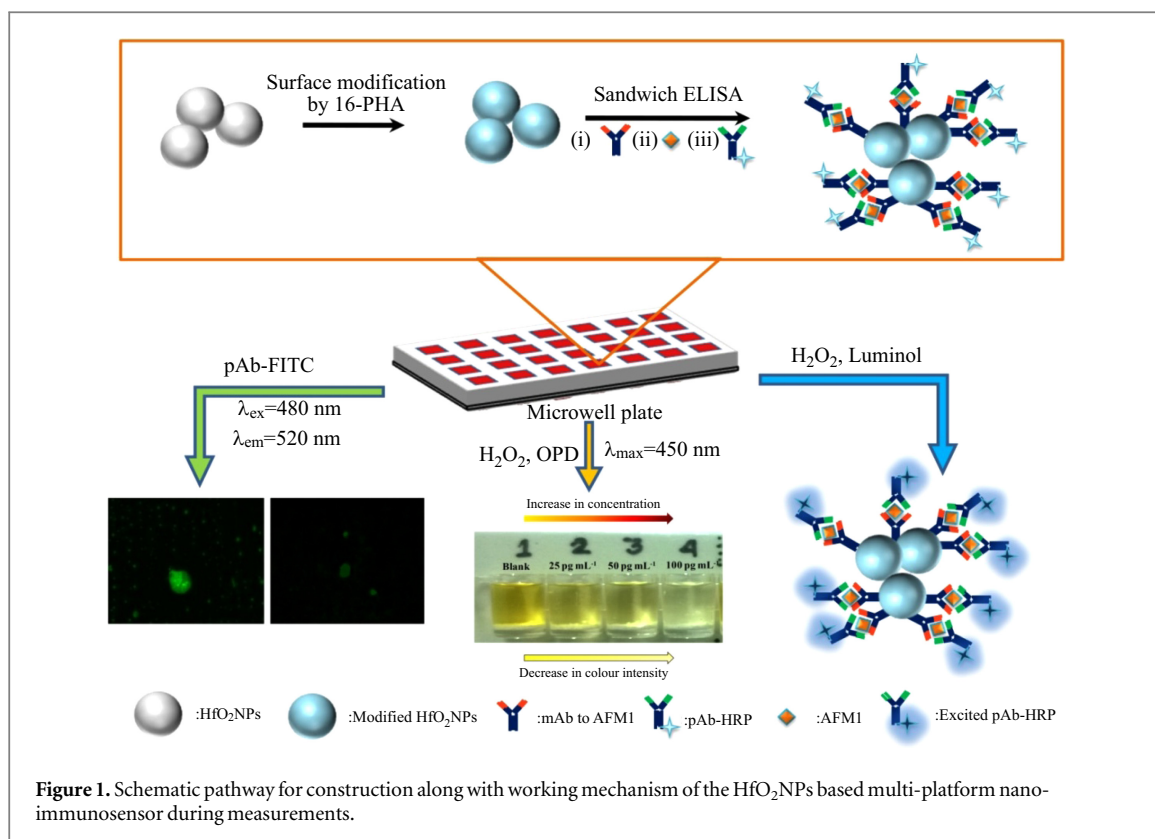 Surface modification
by 16-PHA
Sandwich ELISA
(i) (ii) (iii)
pAb-FITC
λex=480 nm
λem=520 nm
Microwell plate
H2O2, OPD
λmax=450 nm
H2O2, Luminol
Increase in concentration
1 2 3 4
Blank 25 pg mL⁻¹ 50 pg mL⁻¹ 100 pg mL⁻¹
Decrease in colour intensity
:HfO2NPs :Modified HfO2NPs :mAb to AFM1 :pAb-HRP :AFM1 :Excited pAb-HRP
Figure 1. Schematic pathway for construction along with working mechanism of the HfO2NPs based multi-platform nano-
immunosensor during measurements.